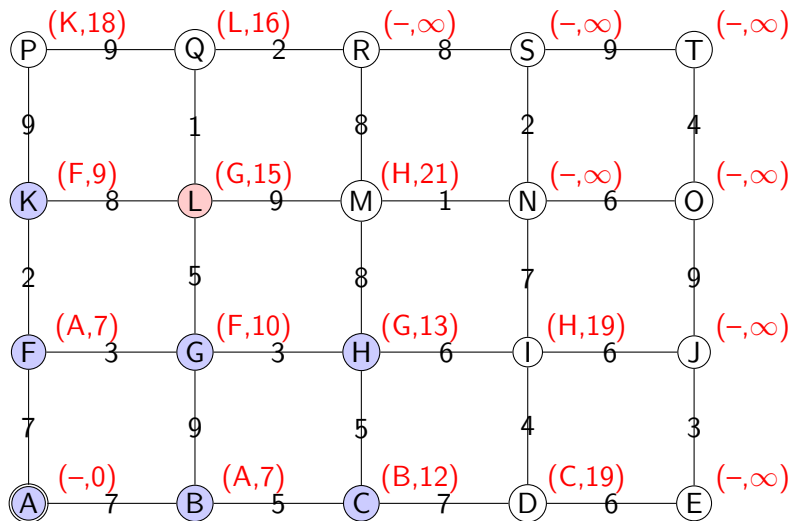 (K,18) (L,16) (–,∞) (–,∞) (–,∞)
P 9 Q 2 R 8 S 9 T
9 1 8 2 4
(F,9) (G,15) (H,21) (–,∞) (–,∞)
K 8 L 9 M 1 N 6 O
2 5 8 7 9
(A,7) (F,10) (G,13) (H,19) (–,∞)
F 3 G 3 H 6 I 6 J
7 9 5 4 3
(–,0) (A,7) (B,12) (C,19) (–,∞)
A 7 B 5 C 7 D 6 E